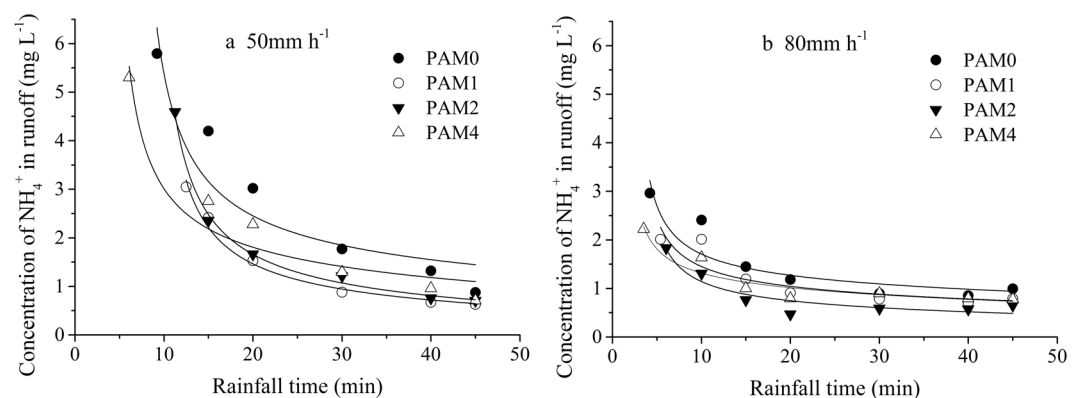 a 50mm h⁻¹
PAM0
PAM1
PAM2
PAM4
Concentration of NH₄⁺ in runoff (mg L⁻¹)
6
5
4
3
2
1
0
0 10 20 30 40 50
Rainfall time (min)
b 80mm h⁻¹
PAM0
PAM1
PAM2
PAM4
Concentration of NH₄⁺ in runoff (mg L⁻¹)
6
5
4
3
2
1
0
0 10 20 30 40 50
Rainfall time (min)